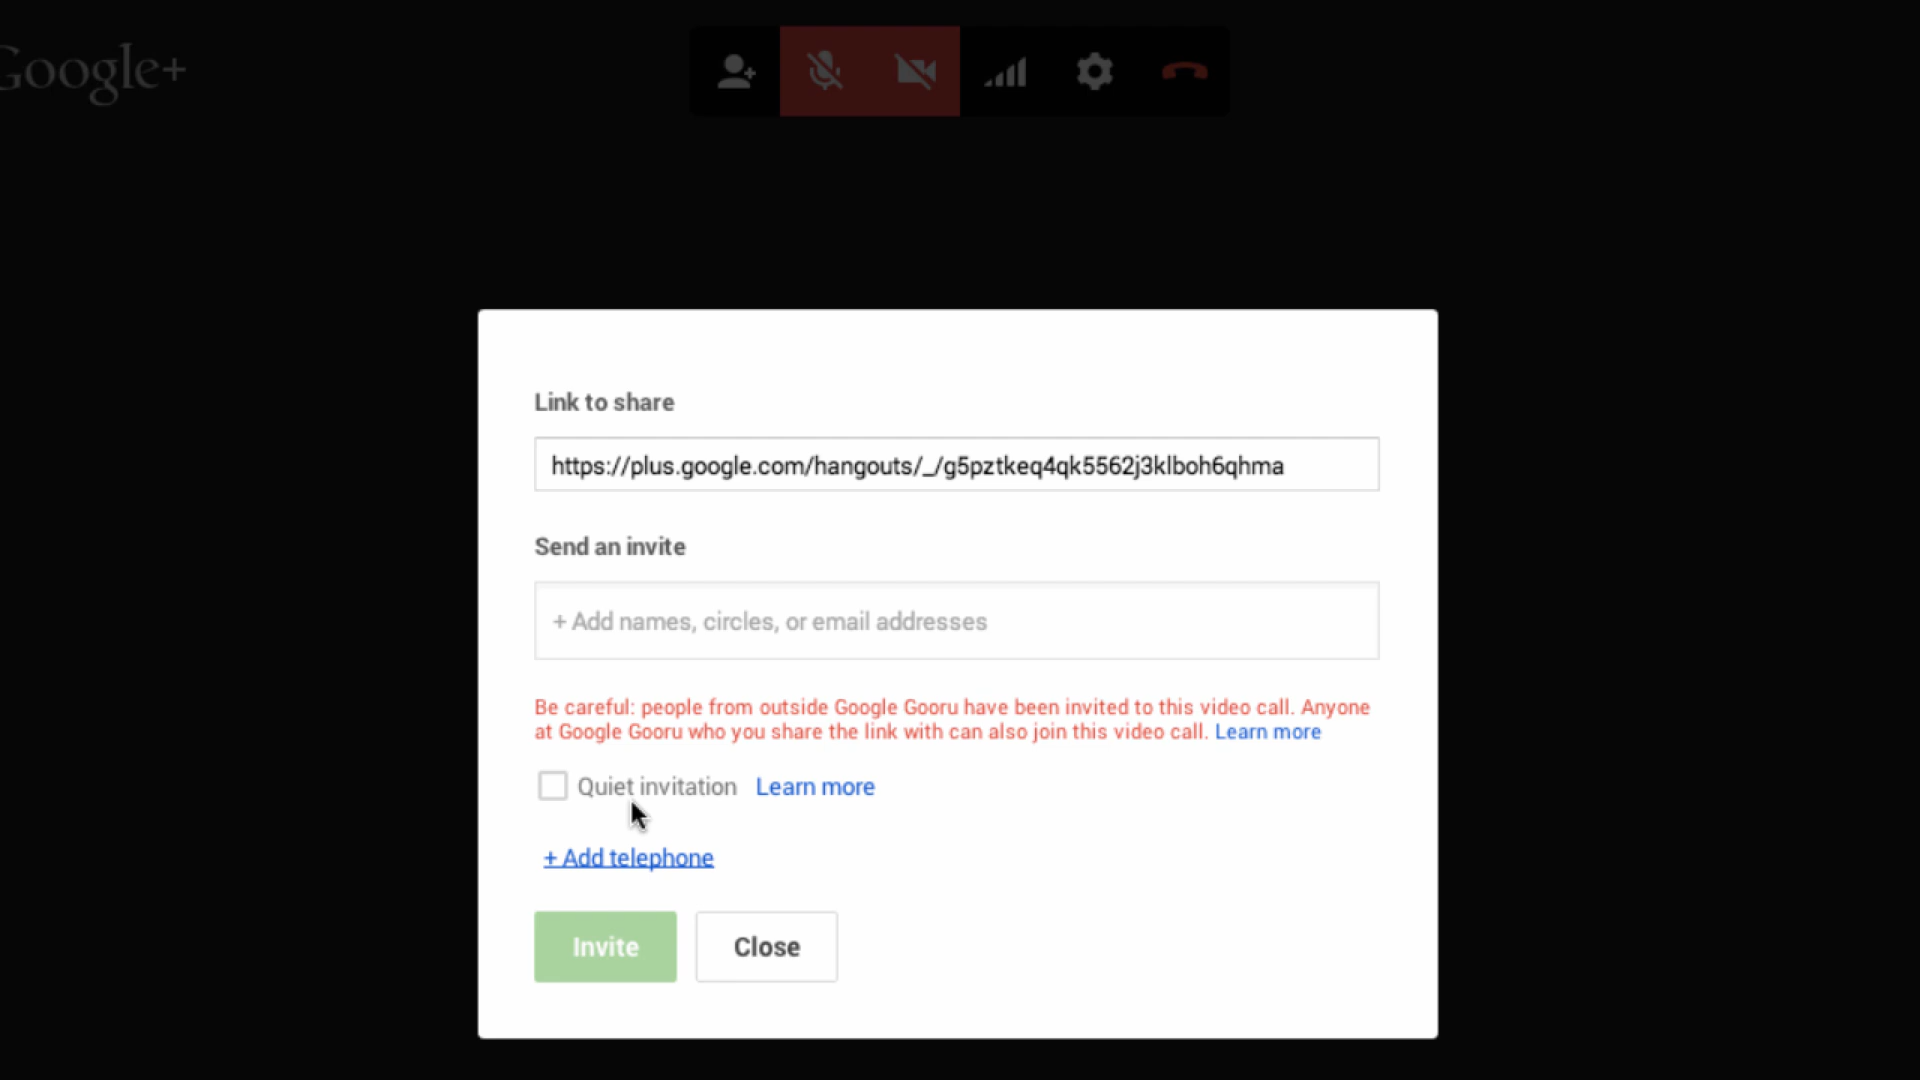 Google+
Link to share
https://plus.google.com/hangouts/_/g5pztkeq4qk5562j3klboh6qhma
Send an invite
+ Add names, circles, or email addresses
Be careful: people from outside Google Gooru have been invited to this video call. Anyone
at Google Gooru who you share the link with can also join this video call. Learn more
Quiet invitation Learn more
+ Add telephone
Invite Close